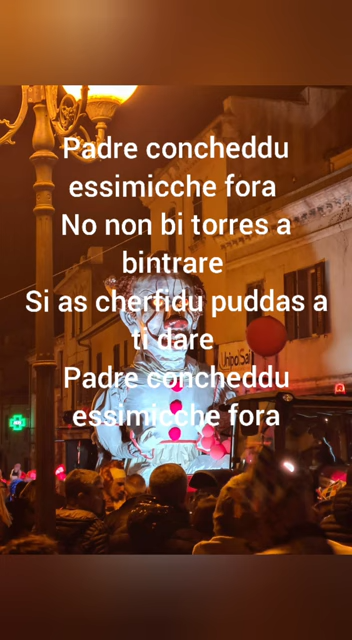 Padre concheddu
essimicche fora
No non bi torres a
bintrare
Si as cherfidu puddas a
ti dare
Padre concheddu
essimicche fora
UnipolSai